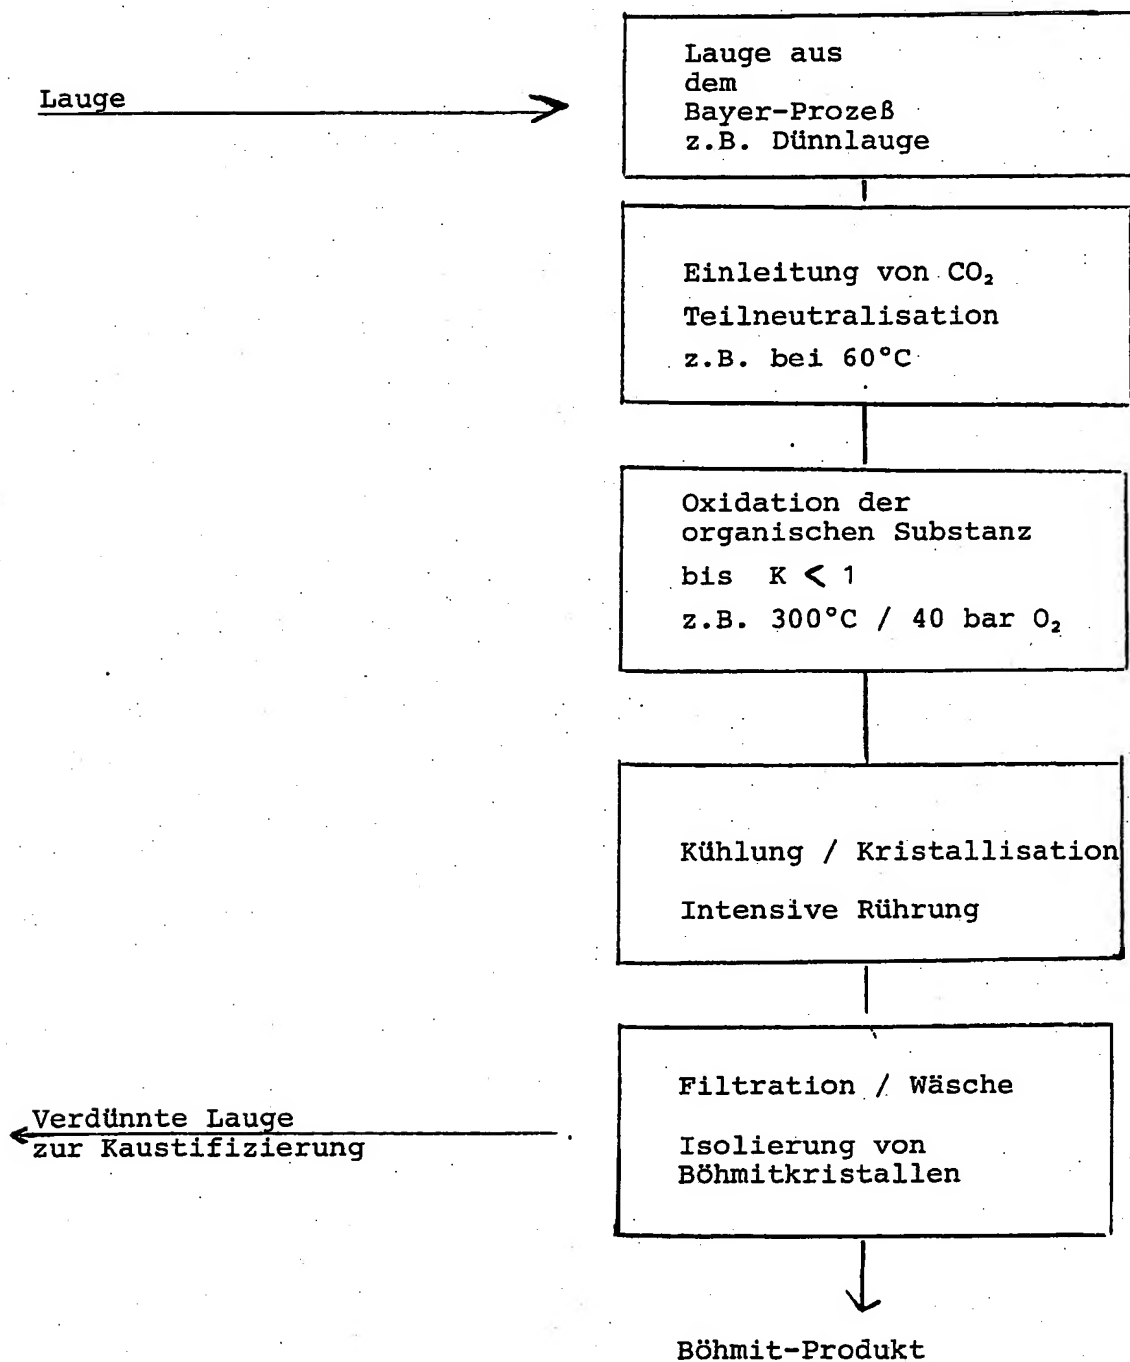 Lauge
Lauge aus
dem
Bayer-Prozeß
z.B. Dünnlauge
Einleitung von CO₂
Teilneutralisation
z.B. bei 60°C
Oxidation der
organischen Substanz
bis K < 1
z.B. 300°C / 40 bar O₂
Kühlung / Kristallisation
Intensive Rührung
Filtration / Wäsche
Isolierung von
Böhmitkristallen
Verdünnte Lauge
zur Kaustifizierung
Böhmit-Produkt